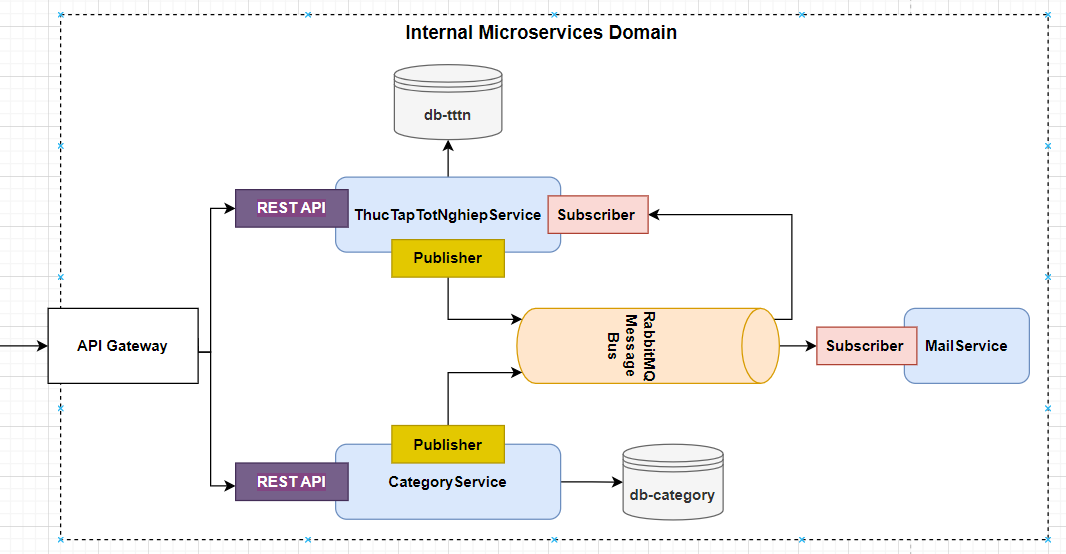 Internal Microservices Domain
db-tttn
REST API
ThucTapTotNghiepService
Subscriber
Publisher
API Gateway
RabbitMQ
Message
Bus
Subscriber
MailService
Publisher
REST API
CategoryService
db-category